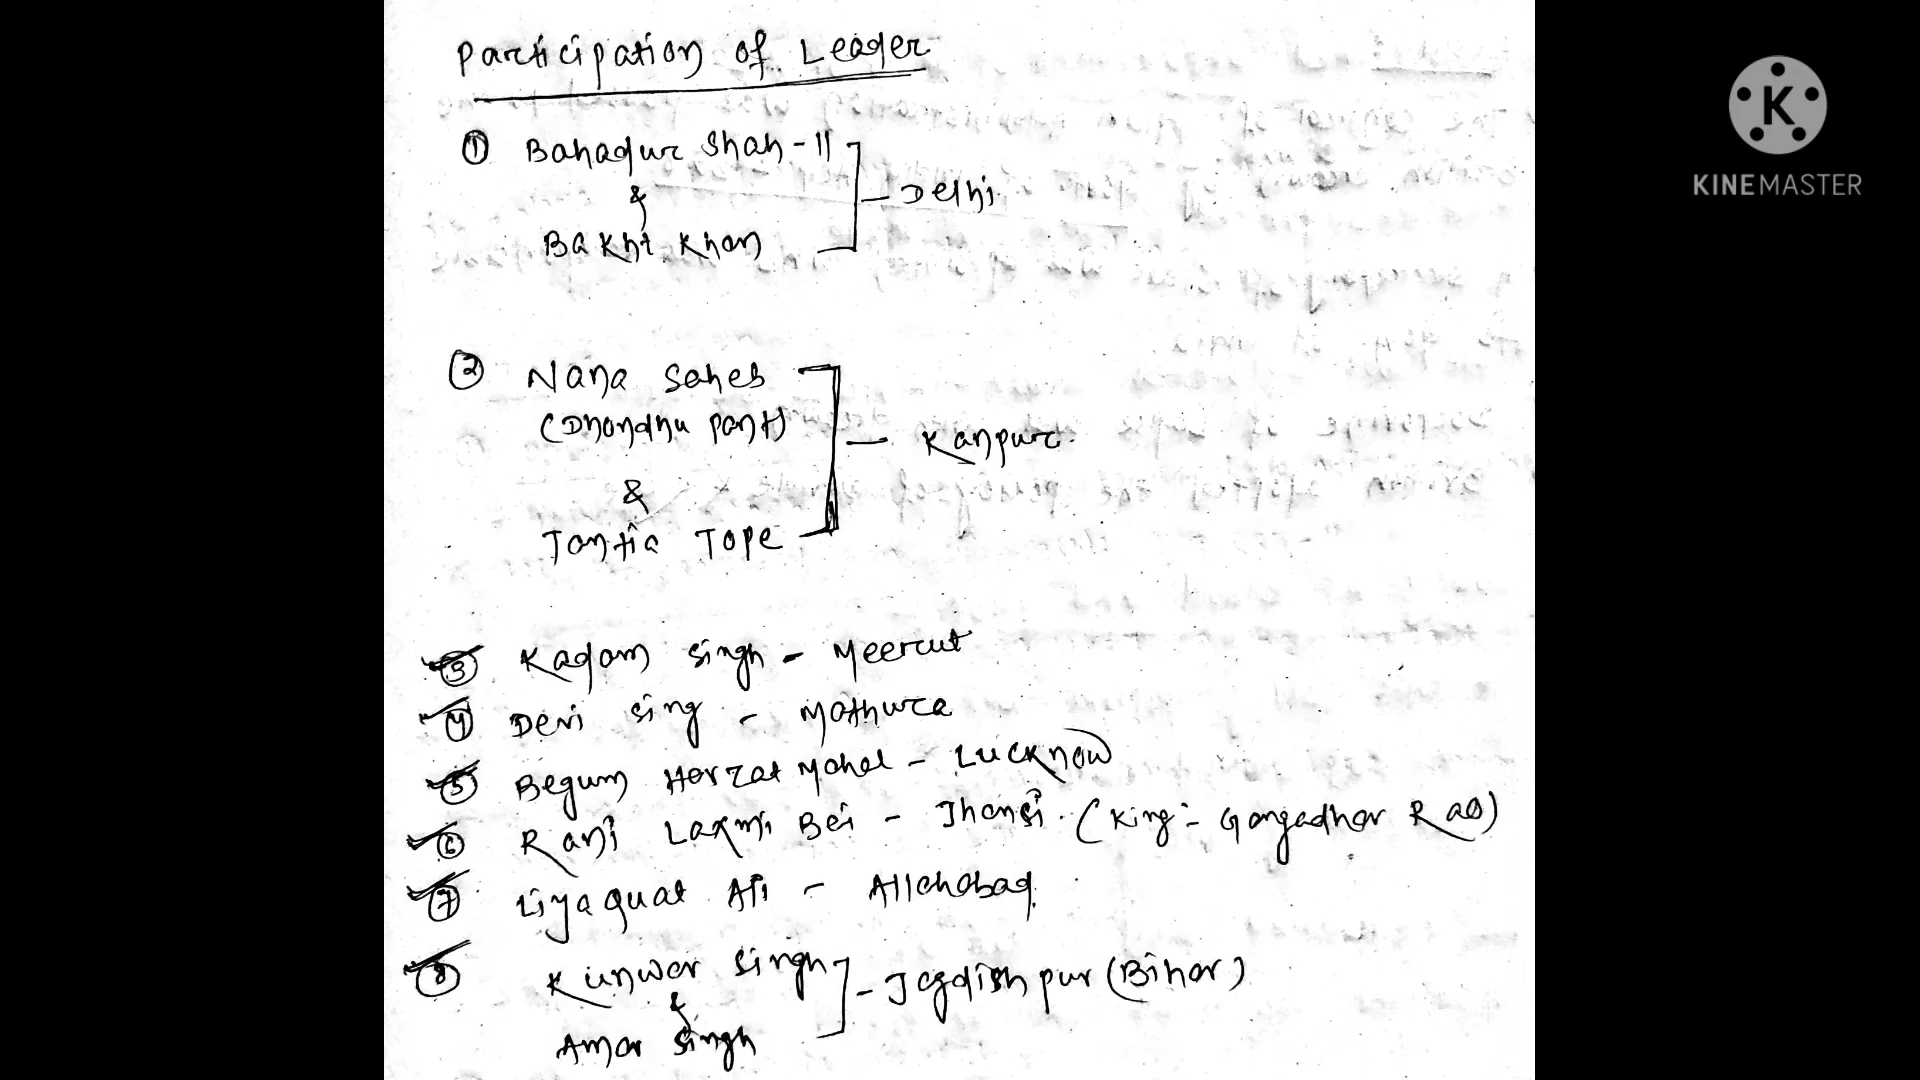 Participation of Leader
① Bahadur Shah-II
&
Bakht Khan
- Delhi
② Nana Saheb
(Dhondhu Pant)
&
Tantia Tope
- Kanpur.
③ Kadam Singh - Meerut
④ Devi Sing - Mathura
⑤ Begum Harzat Mahal - Lucknow
⑥ Rani Laxmi Bai - Jhansi. (King:- Gangadhar Rao)
⑦ Liyaquat Ali - Allahabad.
⑧ Kunwar Singh
&
Amar Singh
- Jagdishpur (Bihar)
K
KINEMASTER